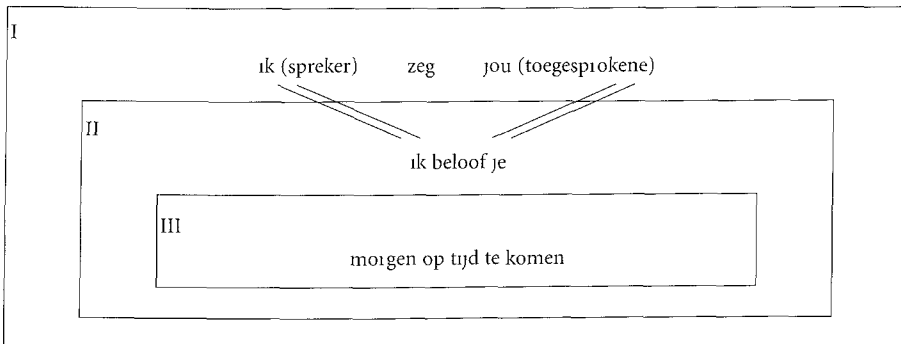 I
ik (spreker) zeg jou (toegesprokene)
II
ik beloof je
III
morgen op tijd te komen